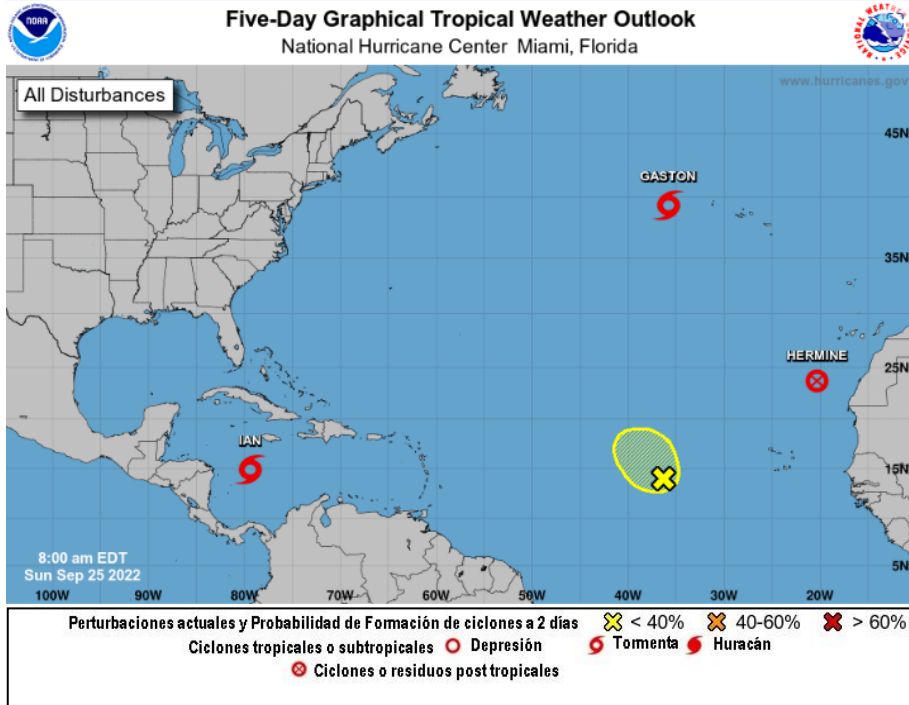 Five-Day Graphical Tropical Weather Outlook
National Hurricane Center Miami, Florida
NOAA
All Disturbances
www.hurricanes.gov
45N
GASTON
35N
HERMINE
25N
IAN
15N
8:00 am EDT
Sun Sep 25 2022
5N
100W 90W 80W 70W 60W 50W 40W 30W 20W
Perturbaciones actuales y Probabilidad de Formación de ciclones a 2 días < 40% 40-60% > 60%
Ciclones tropicales o subtropicales Depresión Tormenta Huracán
Ciclones o residuos post tropicales